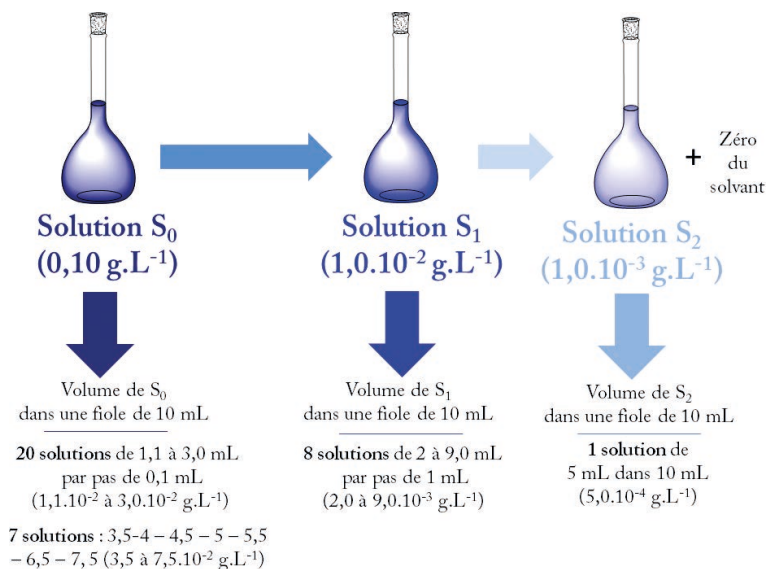 Zéro
du
solvant
+
Solution S₀
(0,10 g.L⁻¹)
Solution S₁
(1,0.10⁻² g.L⁻¹)
Solution S₂
(1,0.10⁻³ g.L⁻¹)
Volume de S₀
dans une fiole de 10 mL
20 solutions de 1,1 à 3,0 mL
par pas de 0,1 mL
(1,1.10⁻² à 3,0.10⁻² g.L⁻¹)
7 solutions : 3,5-4 – 4,5 – 5 – 5,5
– 6,5 – 7, 5 (3,5 à 7,5.10⁻² g.L⁻¹)
Volume de S₁
dans une fiole de 10 mL
8 solutions de 2 à 9,0 mL
par pas de 1 mL
(2,0 à 9,0.10⁻³ g.L⁻¹)
Volume de S₂
dans une fiole de 10 mL
1 solution de
5 mL dans 10 mL
(5,0.10⁻⁴ g.L⁻¹)